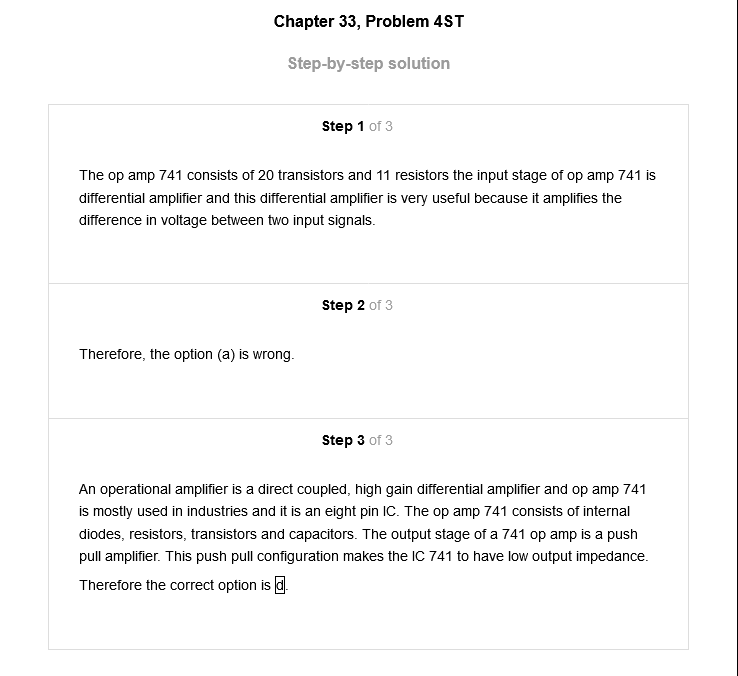 Chapter 33, Problem 4ST
Step-by-step solution
Step 1 of 3
The op amp 741 consists of 20 transistors and 11 resistors the input stage of op amp 741 is
differential amplifier and this differential amplifier is very useful because it amplifies the
difference in voltage between two input signals.
Step 2 of 3
Therefore, the option (a) is wrong.
Step 3 of 3
An operational amplifier is a direct coupled, high gain differential amplifier and op amp 741
is mostly used in industries and it is an eight pin IC. The op amp 741 consists of internal
diodes, resistors, transistors and capacitors. The output stage of a 741 op amp is a push
pull amplifier. This push pull configuration makes the IC 741 to have low output impedance.
Therefore the correct option is d.